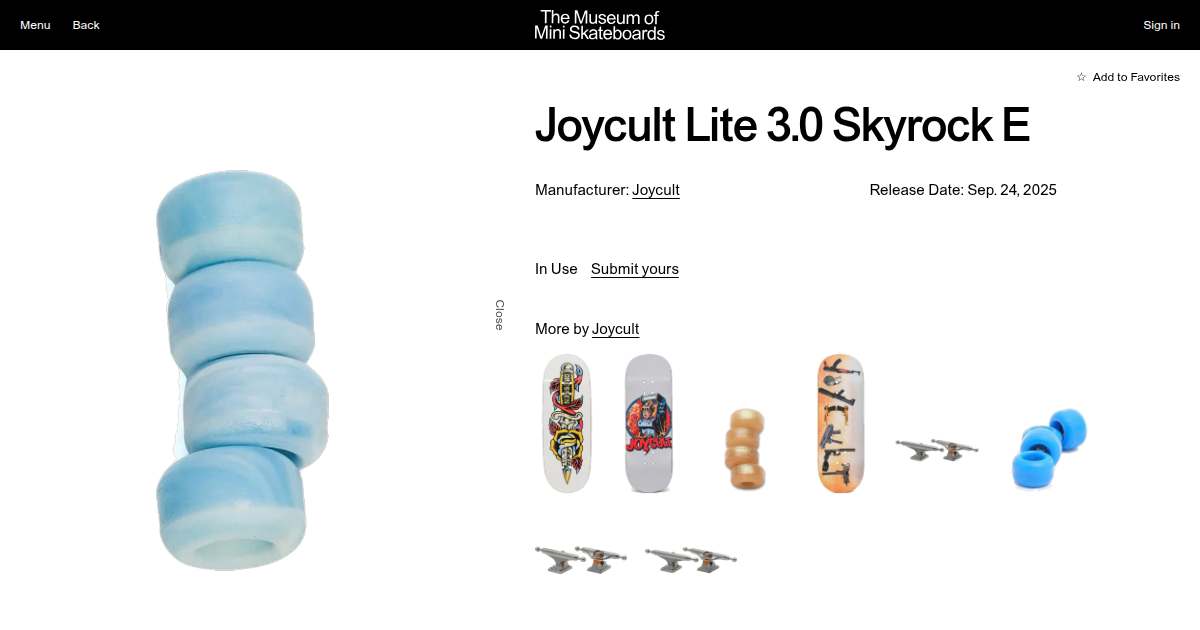 Menu Back
The Museum of
Mini Skateboards
Sign in
☆ Add to Favorites
Joycult Lite 3.0 Skyrock E
Manufacturer: Joycult
Release Date: Sep. 24, 2025
In Use Submit yours
Close
More by Joycult
JOYCULT